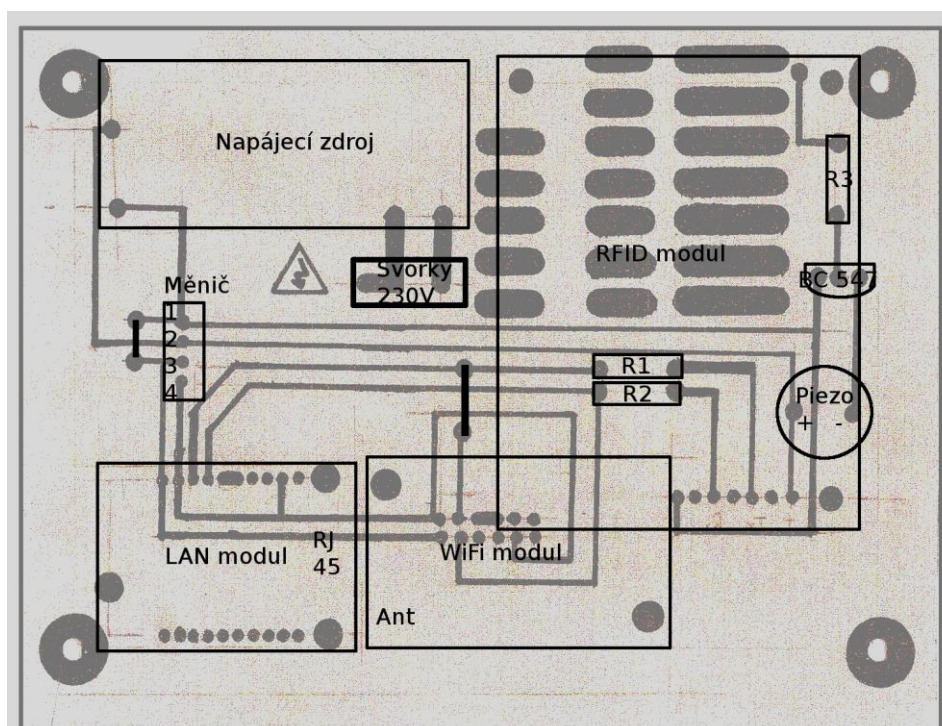 Napájecí zdroj
R3
RFID modul
Svorky
230V
BC 547
Měnič
1
2
3
4
R1
R2
Piezo
+ -
LAN modul
RJ
45
WiFi modul
Ant